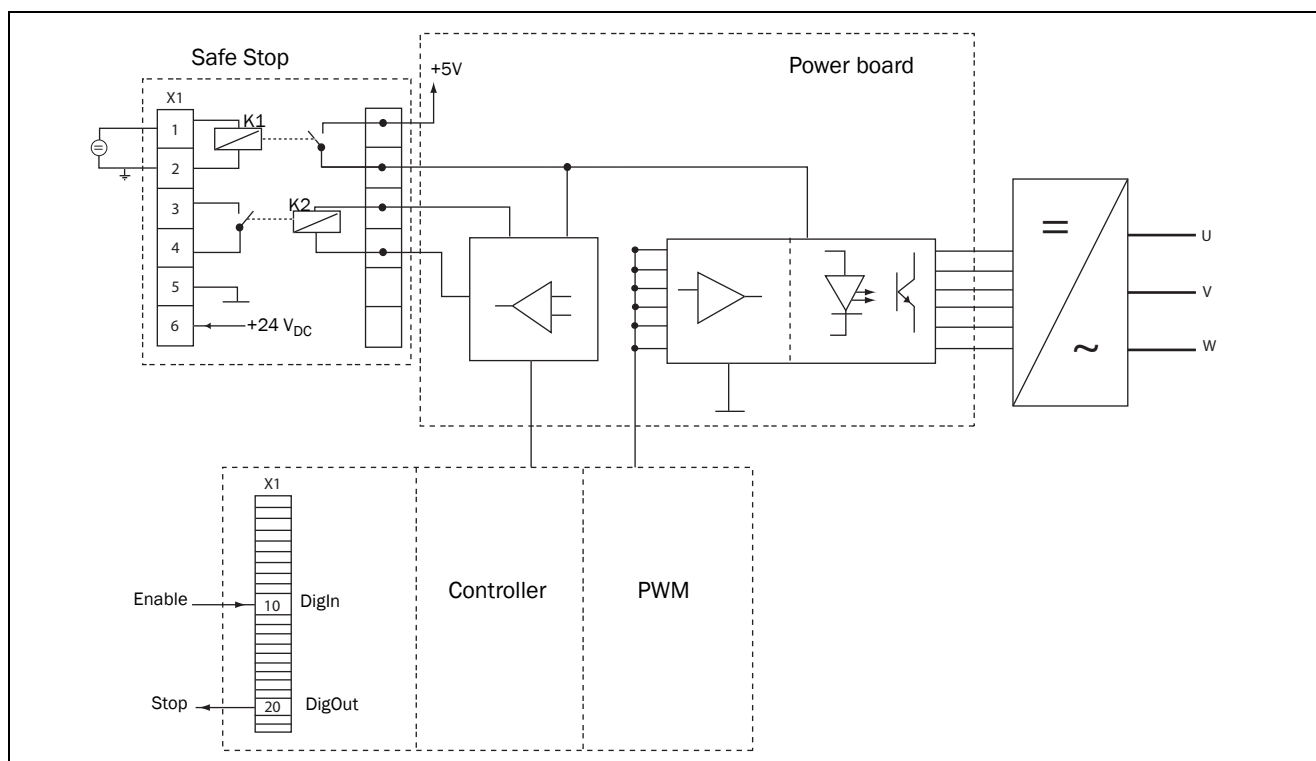 Safe Stop
Power board
+5V
X1
K1
1
2
3
K2
4
5
6
+24 VDC
=
~
U
V
W
X1
Controller
PWM
Enable
10
DigIn
Stop
20
DigOut